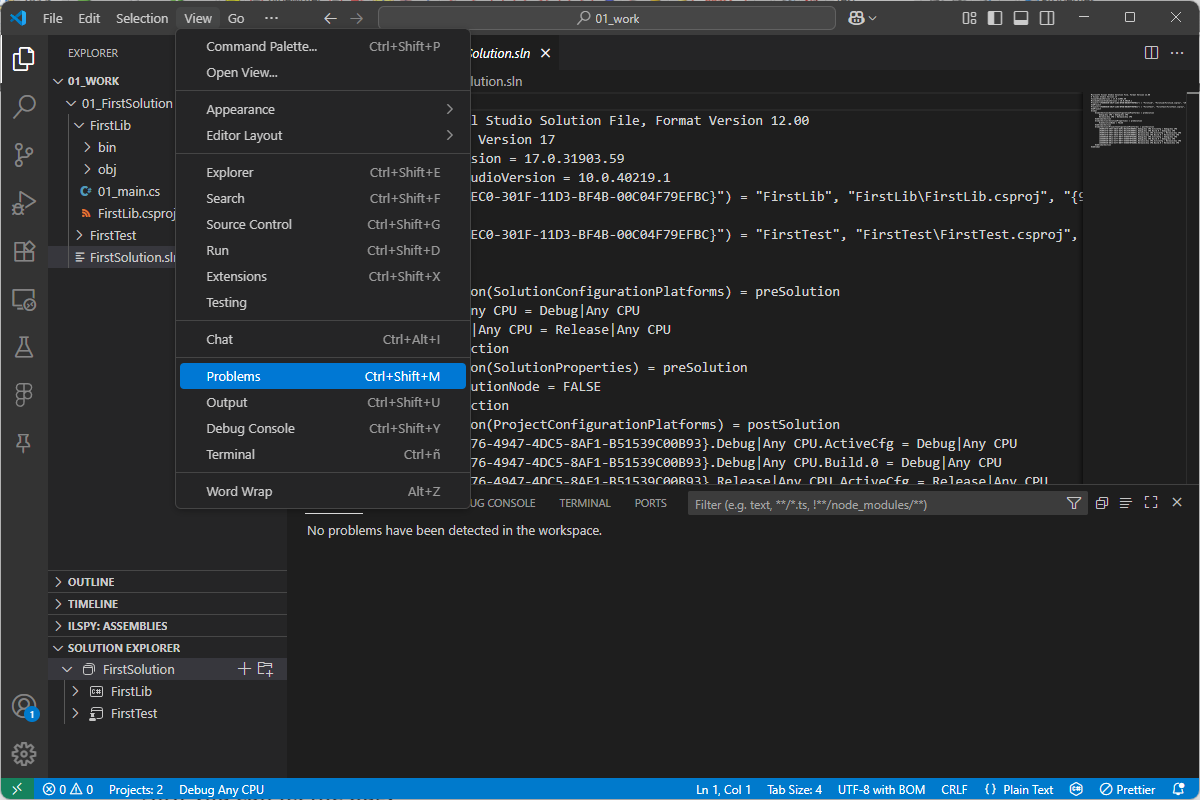 File Edit Selection View Go ··· 01_work
EXPLORER
01_WORK
01_FirstSolution
FirstLib
bin
obj
C# 01_main.cs
FirstLib.csproj
FirstTest
FirstSolution.sln
Command Palette... Ctrl+Shift+P
Open View...
Appearance
Editor Layout
Explorer Ctrl+Shift+E
Search Ctrl+Shift+F
Source Control Ctrl+Shift+G
Run Ctrl+Shift+D
Extensions Ctrl+Shift+X
Testing
Chat Ctrl+Alt+I
Problems Ctrl+Shift+M
Output Ctrl+Shift+U
Debug Console Ctrl+Shift+Y
Terminal Ctrl+ñ
Word Wrap Alt+Z
Solution.sln
lution.sln
l Studio Solution File, Format Version 12.00
Version 17
sion = 17.0.31903.59
udioVersion = 10.0.40219.1
EC0-301F-11D3-BF4B-00C04F79EFBC}") = "FirstLib", "FirstLib\FirstLib.csproj", "{9
EC0-301F-11D3-BF4B-00C04F79EFBC}") = "FirstTest", "FirstTest\FirstTest.csproj",
on(SolutionConfigurationPlatforms) = preSolution
ny CPU = Debug|Any CPU
|Any CPU = Release|Any CPU
ction
on(SolutionProperties) = preSolution
utionNode = FALSE
ction
on(ProjectConfigurationPlatforms) = postSolution
76-4947-4DC5-8AF1-B51539C00B93}.Debug|Any CPU.ActiveCfg = Debug|Any CPU
76-4947-4DC5-8AF1-B51539C00B93}.Debug|Any CPU.Build.0 = Debug|Any CPU
76-4947-4DC5-8AF1-B51539C00B93}.Release|Any CPU.ActiveCfg = Release|Any CPU
UG CONSOLE TERMINAL PORTS Filter (e.g. text, **/*.ts, !**/node_modules/**)
No problems have been detected in the workspace.
OUTLINE
TIMELINE
ILSPY: ASSEMBLIES
SOLUTION EXPLORER
FirstSolution
C# FirstLib
FirstTest
1
0 0 Projects: 2 Debug Any CPU Ln 1, Col 1 Tab Size: 4 UTF-8 with BOM CRLF {} Plain Text Prettier